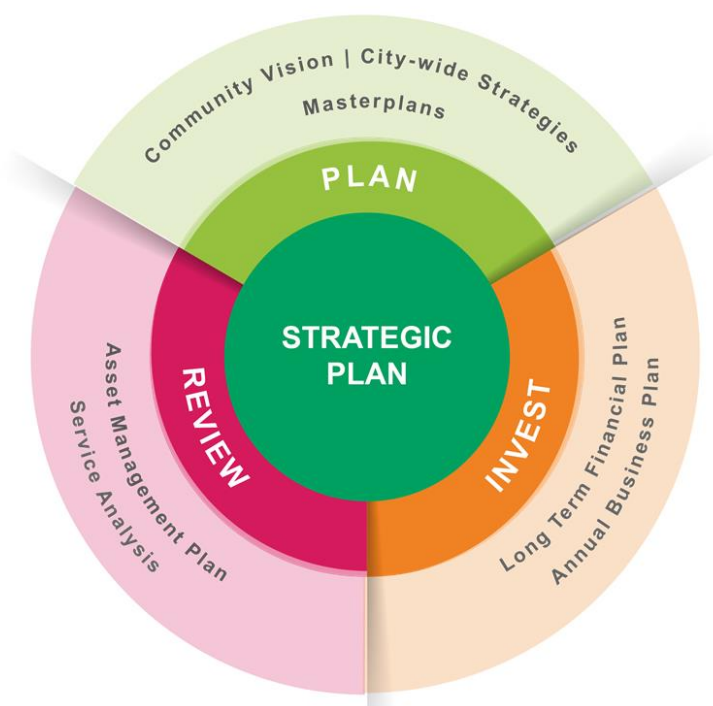 Community Vision | City-wide Strategies
Masterplans
PLAN
STRATEGIC
PLAN
INVEST
Long Term Financial Plan
Annual Business Plan
REVIEW
Asset Management Plan
Service Analysis